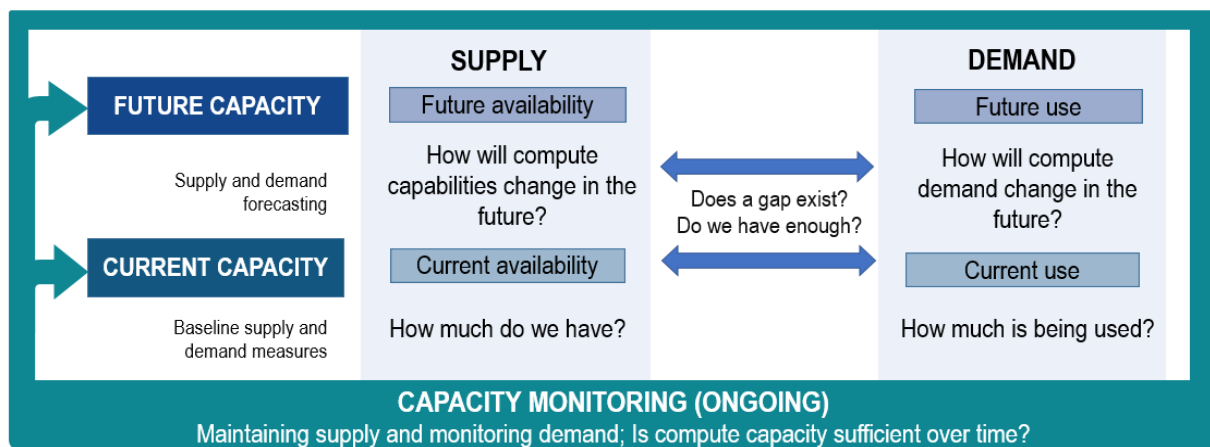 SUPPLY
DEMAND
FUTURE CAPACITY
Future availability
Future use
Supply and demand
forecasting
How will compute
capabilities change in the
future?
Does a gap exist?
Do we have enough?
How will compute
demand change in the
future?
CURRENT CAPACITY
Current availability
Current use
Baseline supply and
demand measures
How much do we have?
How much is being used?
CAPACITY MONITORING (ONGOING)
Maintaining supply and monitoring demand; Is compute capacity sufficient over time?